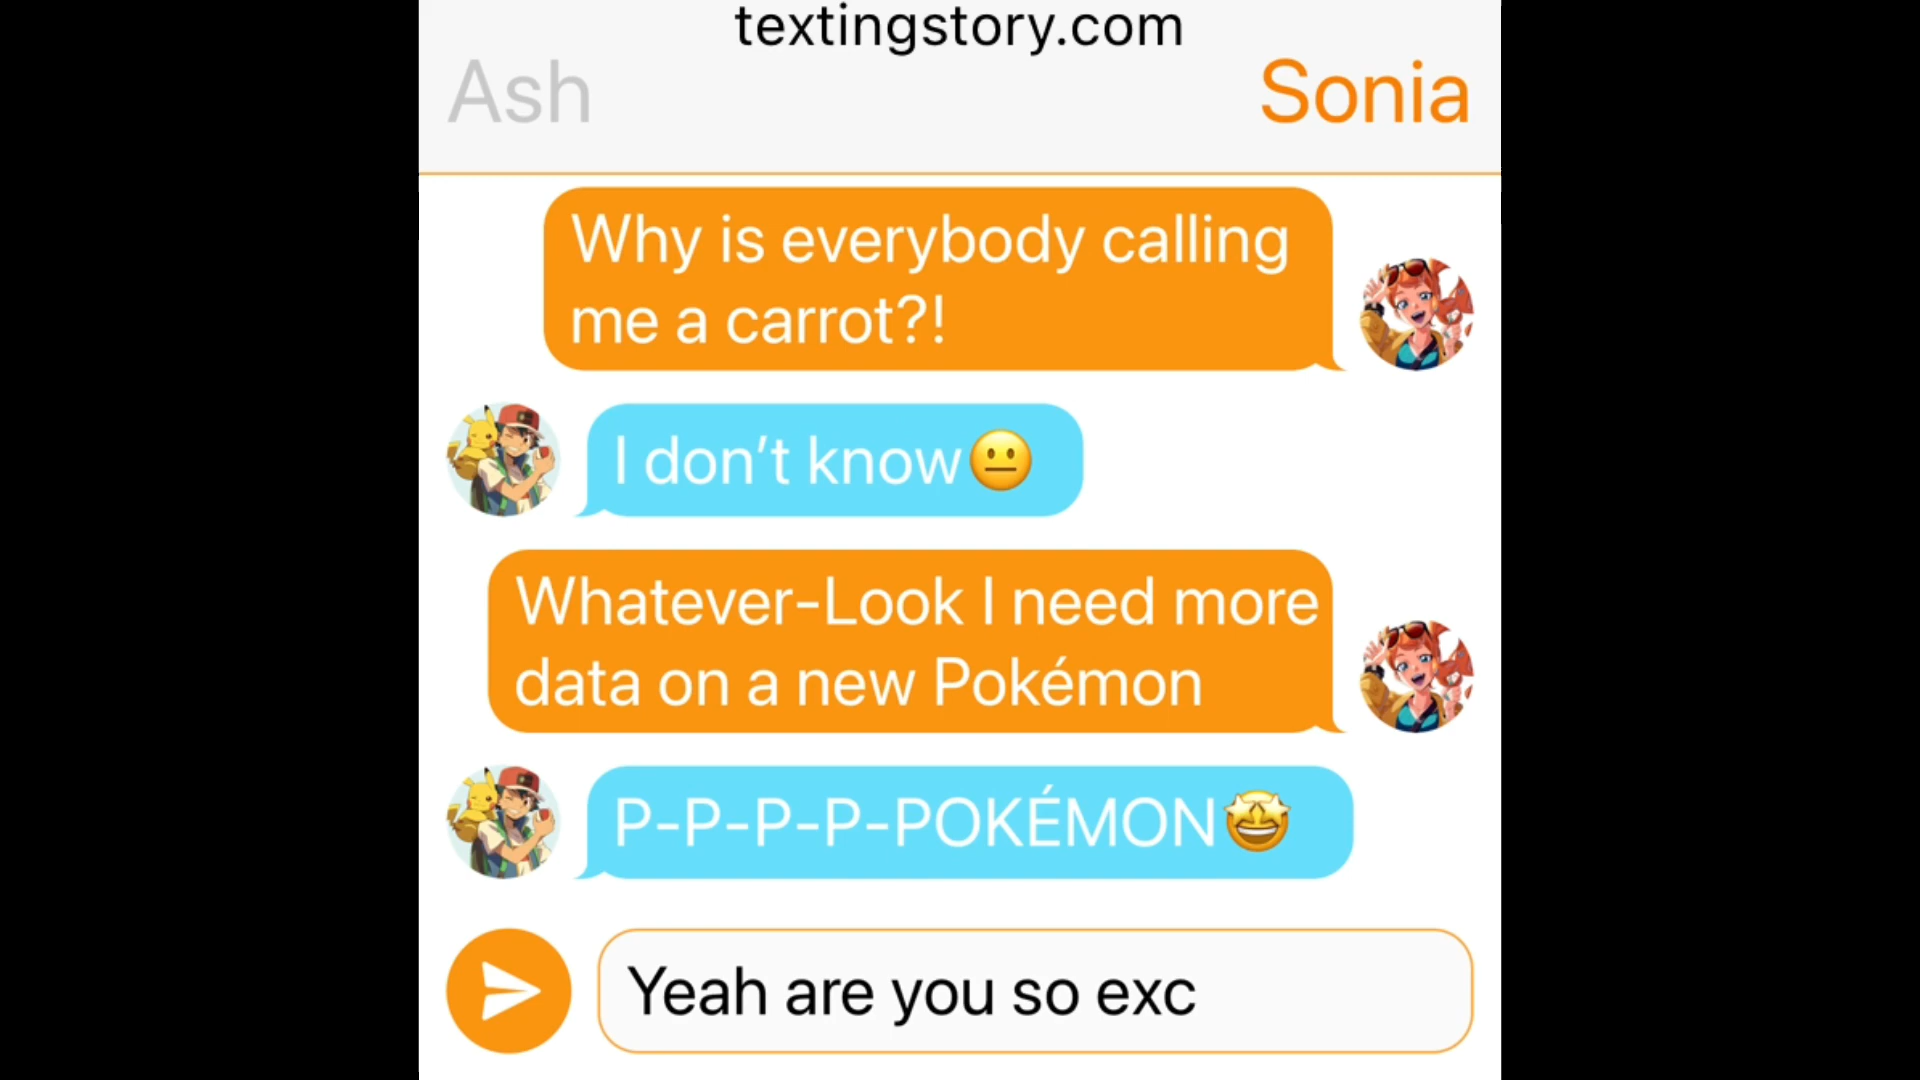 textingstory.com
Ash
Sonia
Why is everybody calling
me a carrot?!
I don’t know😐
Whatever-Look I need more
data on a new Pokémon
P-P-P-P-POKÉMON🤩
Yeah are you so exc